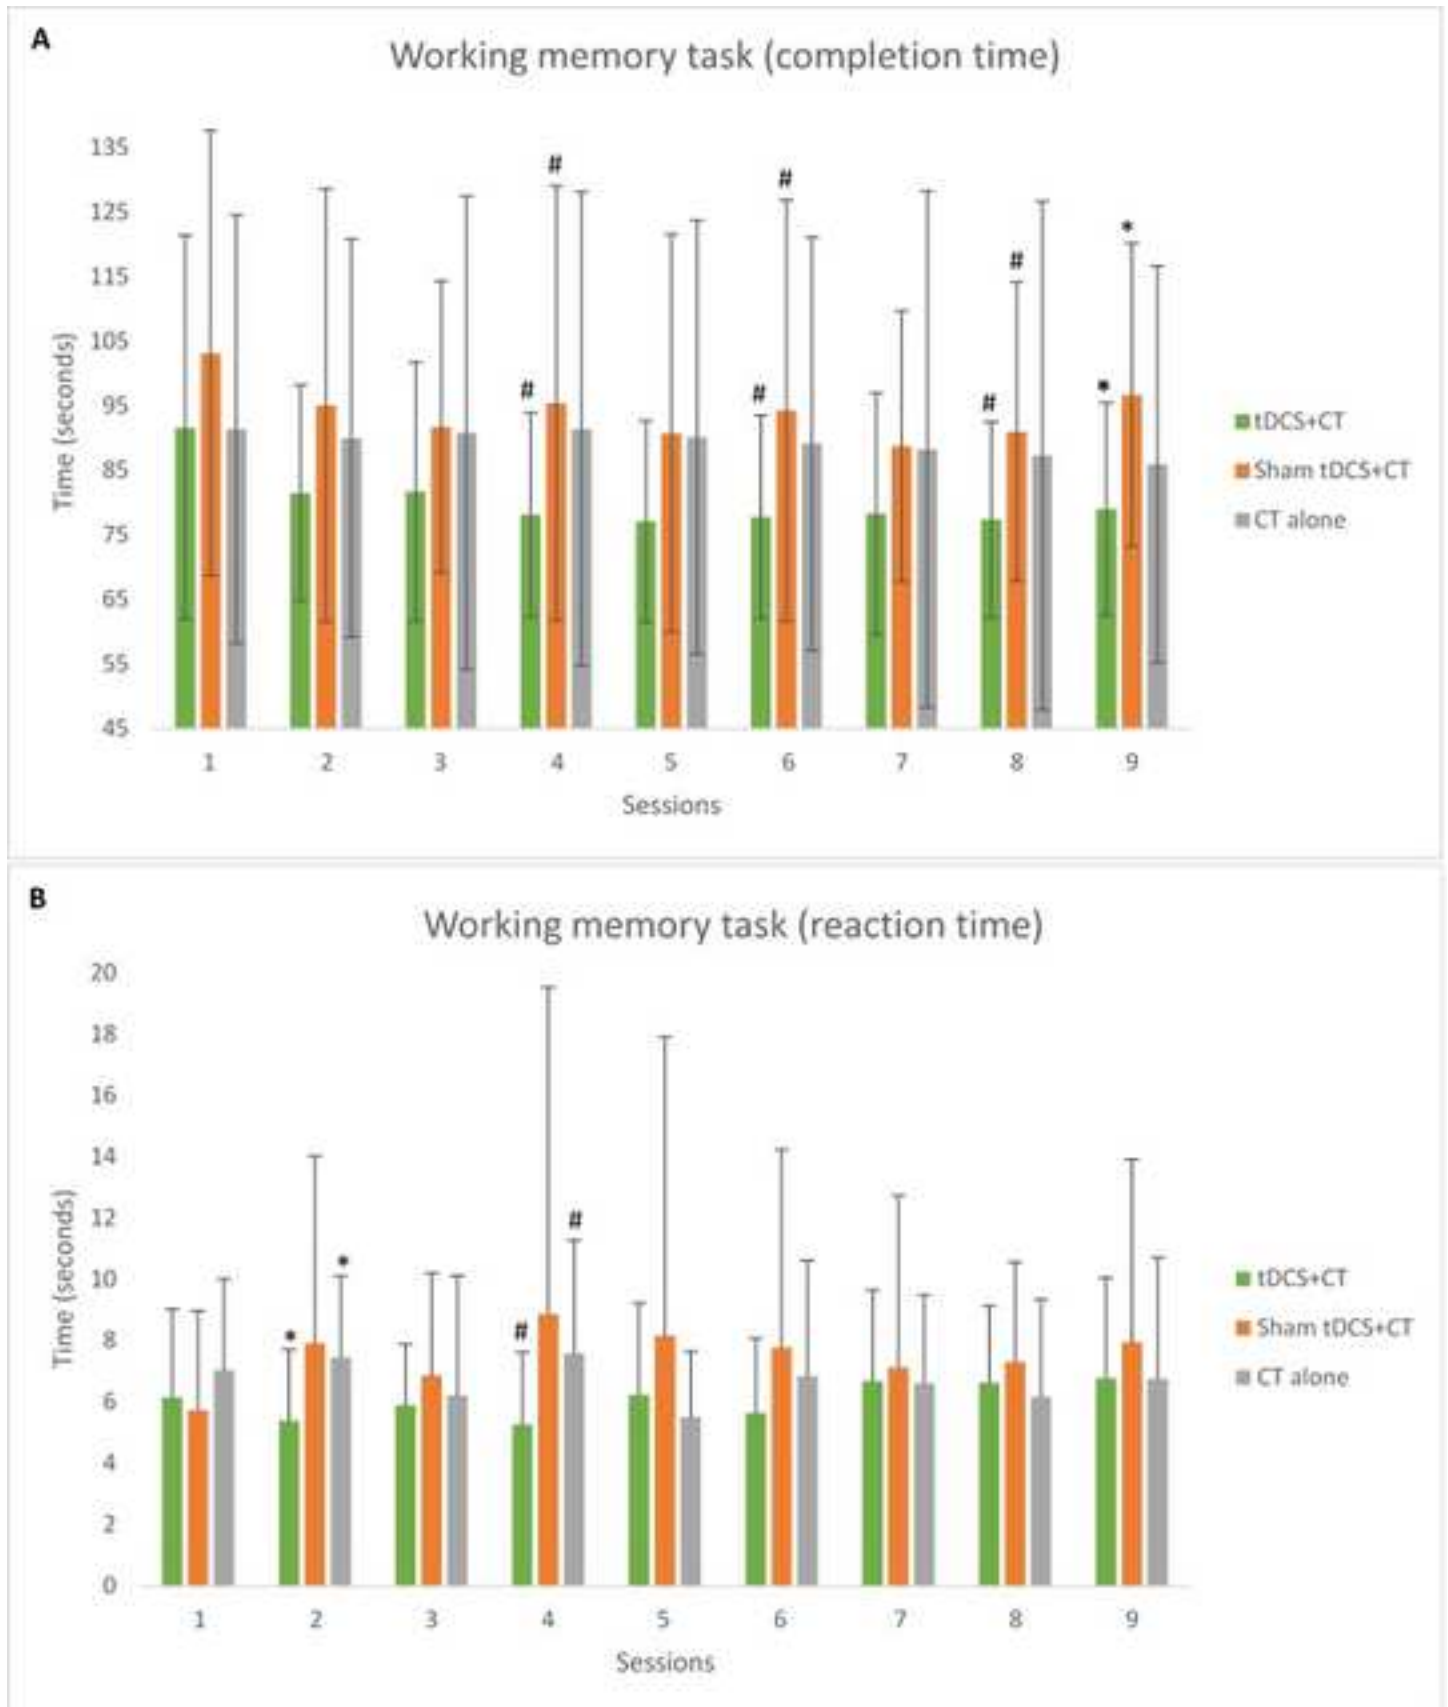 A
Working memory task (completion time)
135
125
115
105
95
85
75
65
55
45
Time (seconds)
# # # # # # * *
1 2 3 4 5 6 7 8 9
Sessions
tDCS+CT
Sham tDCS+CT
CT alone
B
Working memory task (reaction time)
20
18
16
14
12
10
8
6
4
2
0
Time (seconds)
* * # #
1 2 3 4 5 6 7 8 9
Sessions
tDCS+CT
Sham tDCS+CT
CT alone